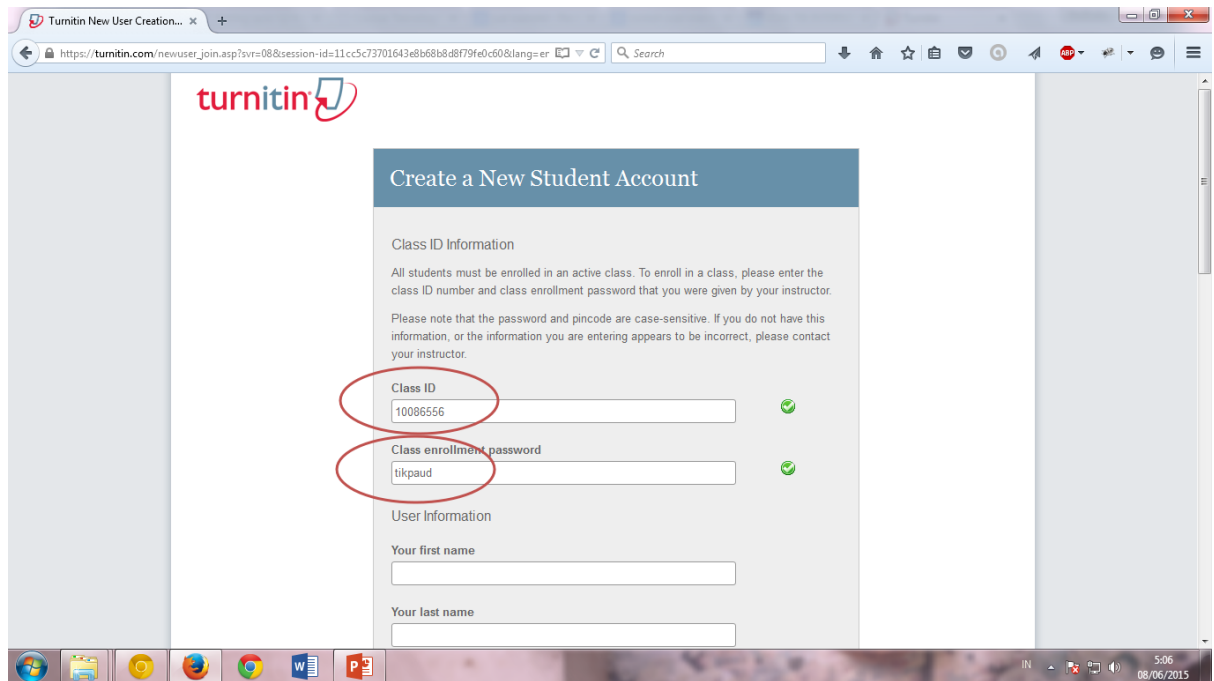 Turnitin New User Creation...
https://turnitin.com/newuser_join.asp?svr=08&session-id=11cc5c73701643e8b68b8d8f79fe0c60&lang=er
Search
ABP
turnitin
Create a New Student Account
Class ID Information
All students must be enrolled in an active class. To enroll in a class, please enter the
class ID number and class enrollment password that you were given by your instructor.
Please note that the password and pincode are case-sensitive. If you do not have this
information, or the information you are entering appears to be incorrect, please contact
your instructor.
Class ID
10086556
Class enrollment password
tikpaud
User Information
Your first name
Your last name
IN
5:06
08/06/2015